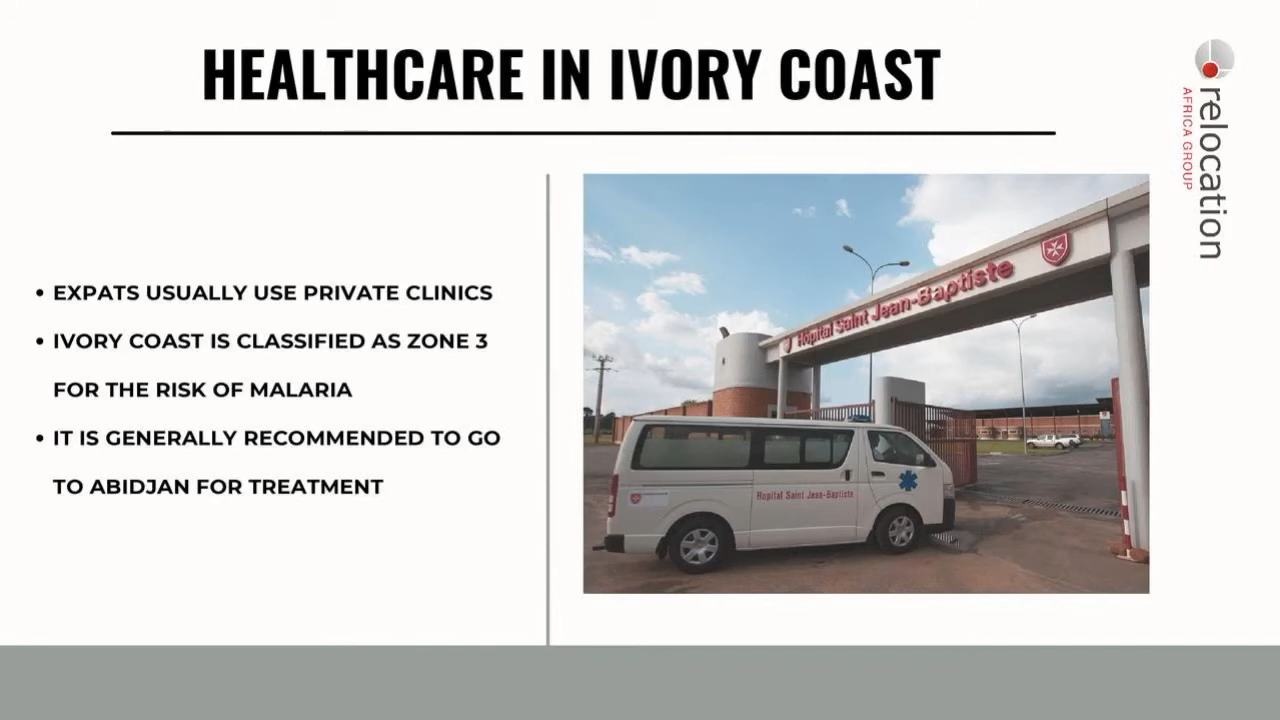 HEALTHCARE IN IVORY COAST
relocation
AFRICA GROUP
• EXPATS USUALLY USE PRIVATE CLINICS
• IVORY COAST IS CLASSIFIED AS ZONE 3
FOR THE RISK OF MALARIA
• IT IS GENERALLY RECOMMENDED TO GO
TO ABIDJAN FOR TREATMENT
Hôpital Saint Jean-Baptiste
Hopital Saint Jean-Baptiste